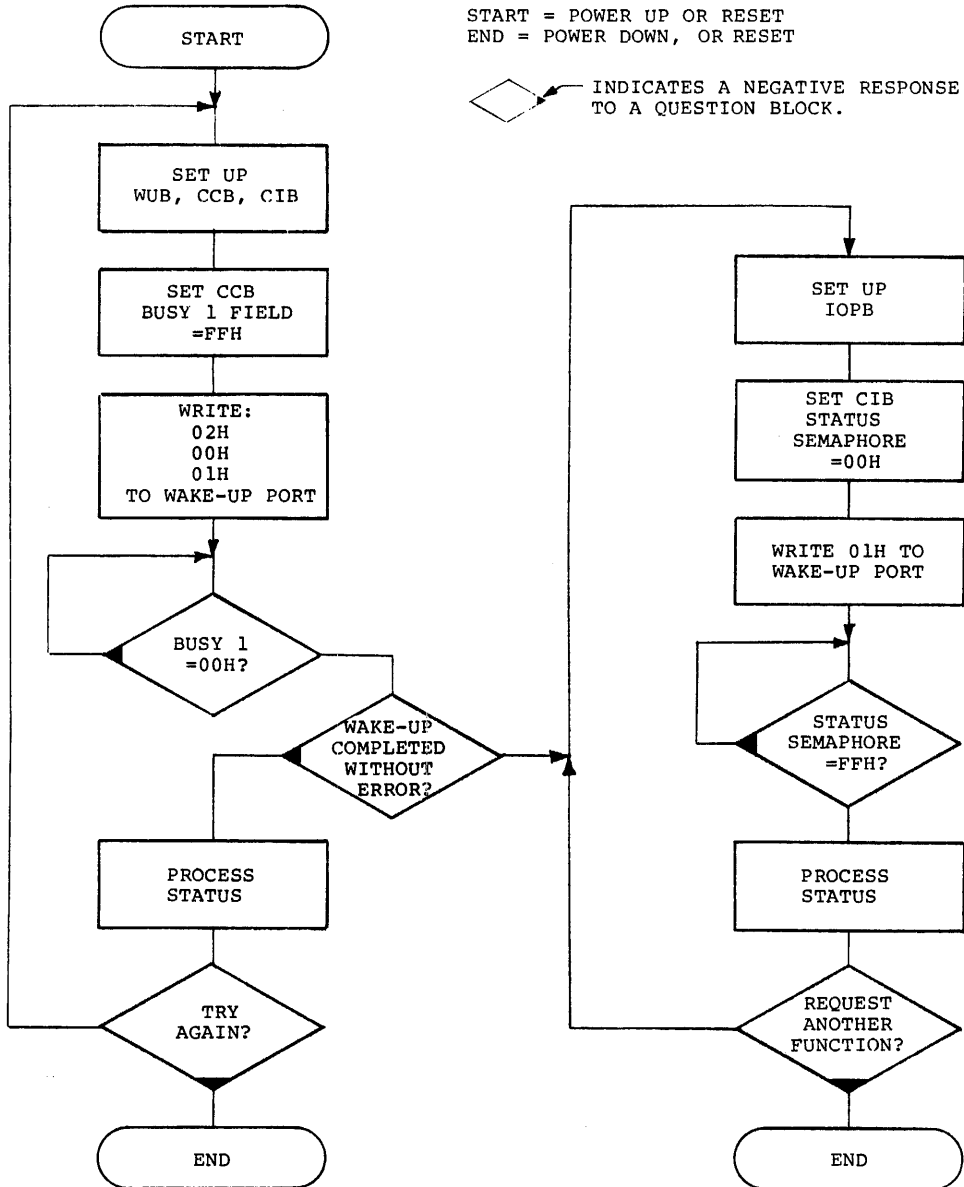 START
START = POWER UP OR RESET
END = POWER DOWN, OR RESET
INDICATES A NEGATIVE RESPONSE
TO A QUESTION BLOCK.
SET UP
WUB, CCB, CIB
SET CCB
BUSY 1 FIELD
=FFH
WRITE:
02H
00H
01H
TO WAKE-UP PORT
BUSY 1
=00H?
WAKE-UP
COMPLETED
WITHOUT
ERROR?
PROCESS
STATUS
TRY
AGAIN?
END
SET UP
IOPB
SET CIB
STATUS
SEMAPHORE
=00H
WRITE 01H TO
WAKE-UP PORT
STATUS
SEMAPHORE
=FFH?
PROCESS
STATUS
REQUEST
ANOTHER
FUNCTION?
END